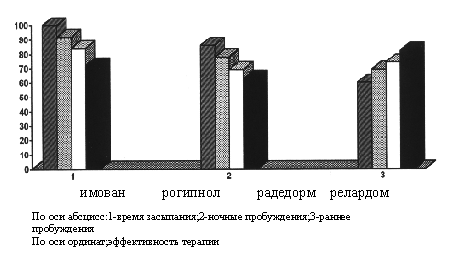 100
90
80
70
60
50
40
30
20
10
0
1 2 3
имован рогипнол радедорм релардом
По оси абсцисс:1-время засыпания;2-ночные пробуждения;3-раннее
пробуждения
По оси ординат;эффективность терапии